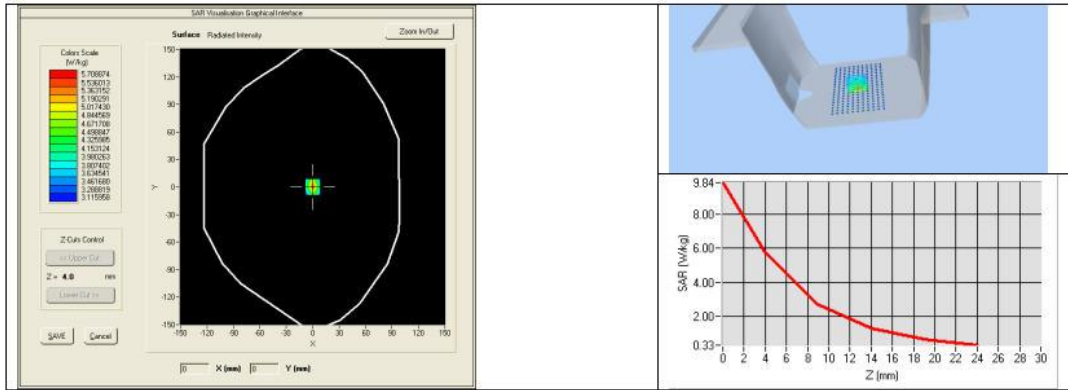 SAR Visualisation Graphical Interface
Surface Radiated Intensity
Zoom In/Out
Colors Scale
(W/kg)
5.708874
5.536013
5.363152
5.190291
5.017430
4.844569
4.671708
4.498847
4.325985
4.153124
3.980263
3.807402
3.634541
3.461680
3.288819
3.115958
150
120
90
60
30
0
-30
-60
-90
-120
-150
Y
-150 -120 -90 -60 -30 0 30 60 90 120 150
X
Z-Cuts Control
<< Upper Cut
Z = 4.0 mm
Lower Cut >>
SAVE Cancel
0 X (mm) 0 Y (mm)
9.84
8.00
6.00
4.00
2.00
0.33
SAR (W/kg)
0 2 4 6 8 10 12 14 16 18 20 22 24 26 30
Z (mm)